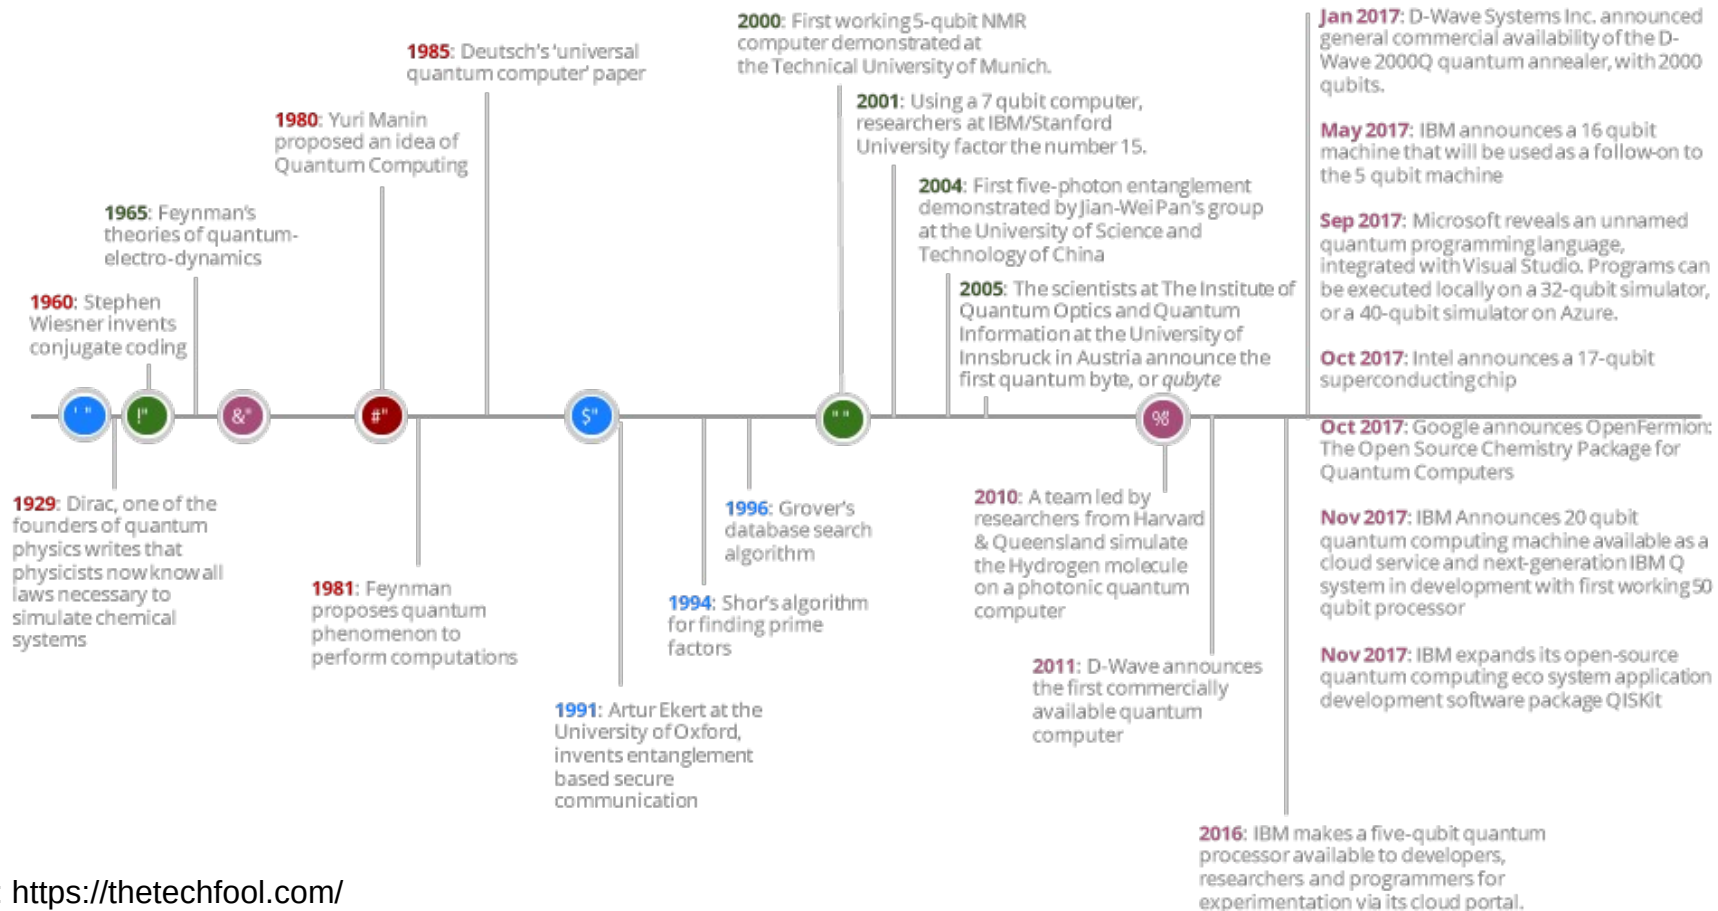 1929: Dirac, one of the
founders of quantum
physics writes that
physicists now know all
laws necessary to
simulate chemical
systems
1960: Stephen
Wiesner invents
conjugate coding
1965: Feynman's
theories of quantum-
electro-dynamics
1980: Yuri Manin
proposed an idea of
Quantum Computing
1981: Feynman
proposes quantum
phenomenon to
perform computations
1985: Deutsch's 'universal
quantum computer' paper
1991: Artur Ekert at the
University of Oxford,
invents entanglement
based secure
communication
1994: Shor's algorithm
for finding prime
factors
1996: Grover's
database search
algorithm
2000: First working 5-qubit NMR
computer demonstrated at
the Technical University of Munich.
2001: Using a 7 qubit computer,
researchers at IBM/Stanford
University factor the number 15.
2004: First five-photon entanglement
demonstrated by Jian-Wei Pan's group
at the University of Science and
Technology of China
2005: The scientists at The Institute of
Quantum Optics and Quantum
Information at the University of
Innsbruck in Austria announce the
first quantum byte, or qubyte
2010: A team led by
researchers from Harvard
& Queensland simulate
the Hydrogen molecule
on a photonic quantum
computer
2011: D-Wave announces
the first commercially
available quantum
computer
2016: IBM makes a five-qubit quantum
processor available to developers,
researchers and programmers for
experimentation via its cloud portal.
Jan 2017: D-Wave Systems Inc. announced
general commercial availability of the D-
Wave 2000Q quantum annealer, with 2000
qubits.
May 2017: IBM announces a 16 qubit
machine that will be used as a follow-on to
the 5 qubit machine
Sep 2017: Microsoft reveals an unnamed
quantum programming language,
integrated with Visual Studio. Programs can
be executed locally on a 32-qubit simulator,
or a 40-qubit simulator on Azure.
Oct 2017: Intel announces a 17-qubit
superconducting chip
Oct 2017: Google announces OpenFermion:
The Open Source Chemistry Package for
Quantum Computers
Nov 2017: IBM Announces 20 qubit
quantum computing machine available as a
cloud service and next-generation IBM Q
system in development with first working 50
qubit processor
Nov 2017: IBM expands its open-source
quantum computing eco system application
development software package QISKit
' "
!"
&"
#"
$"
" "
%"
: https://thetechfool.com/